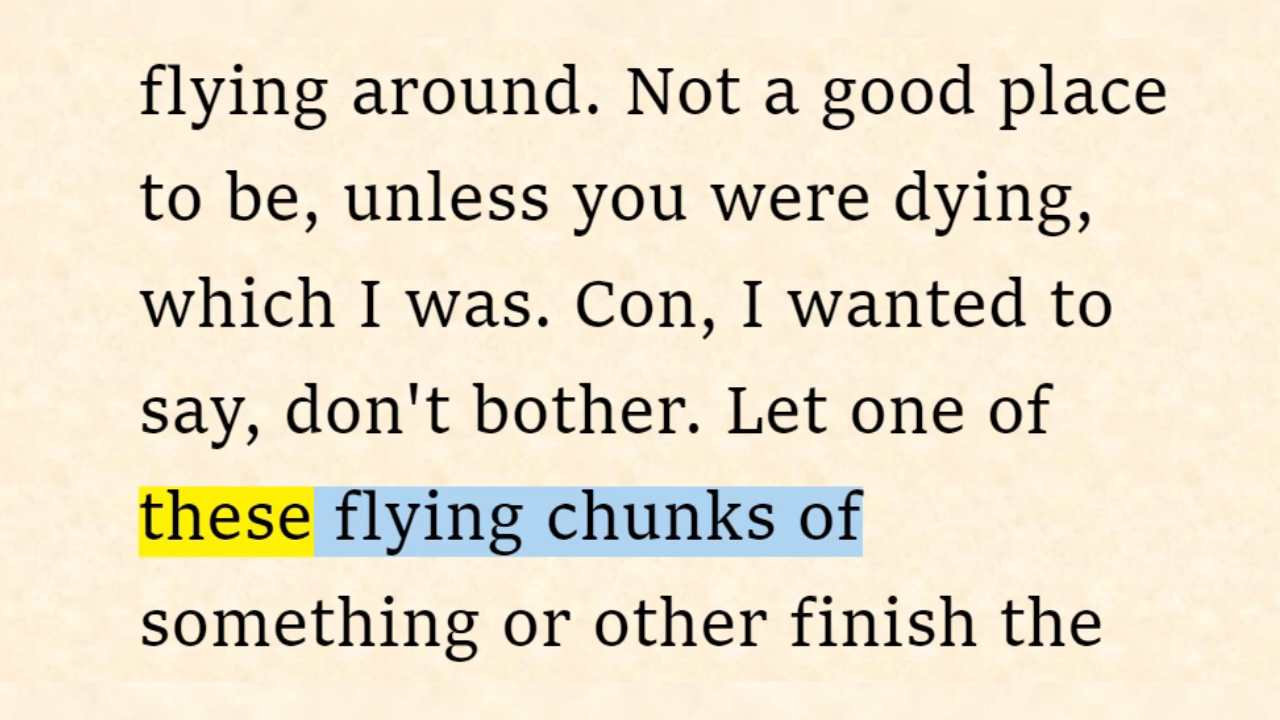 flying around. Not a good place
to be, unless you were dying,
which I was. Con, I wanted to
say, don't bother. Let one of
these flying chunks of
something or other finish the